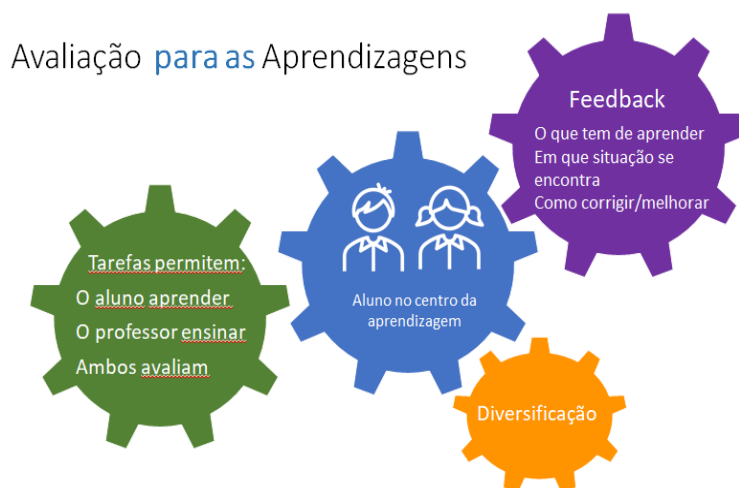 Avaliação para as Aprendizagens
Feedback
O que tem de aprender
Em que situação se
encontra
Como corrigir/melhorar
Tarefas permitem:
O aluno aprender
O professor ensinar
Ambos avaliam
Aluno no centro da
aprendizagem
Diversificação